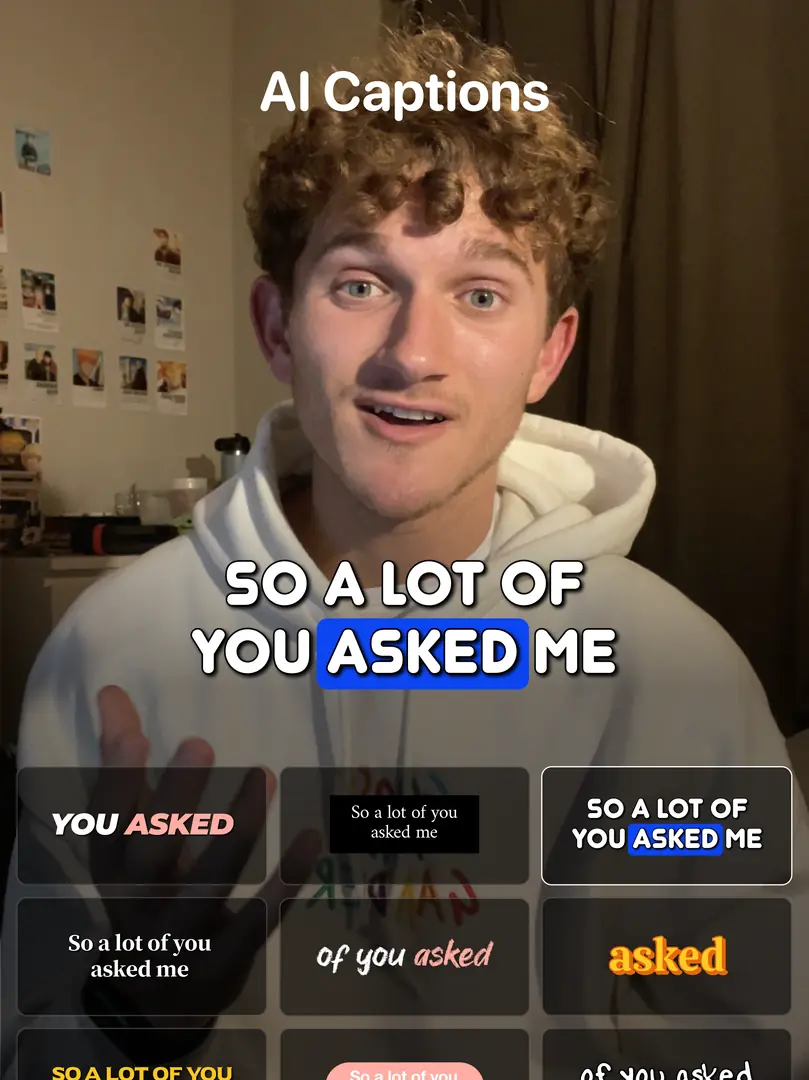 AI Captions
SO A LOT OF
YOU ASKED ME
YOU ASKED
So a lot of you
asked me
SO A LOT OF
YOU ASKED ME
So a lot of you
asked me
of you asked
asked
SO A LOT OF YOU
So a lot of you
of you asked